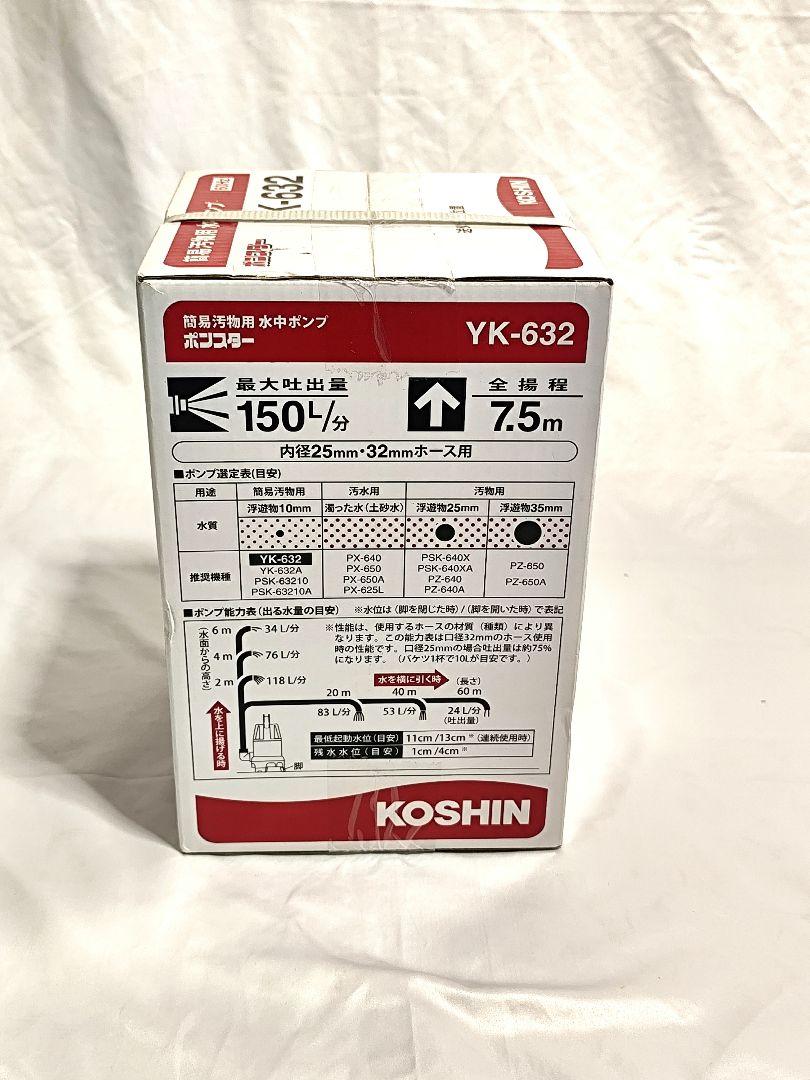 簡易汚物用 水中ポンプ
60Hz
K-632
KOSHIN
簡易汚物用 水中ポンプ
ポンスター
YK-632
最大吐出量
150L/分
全揚程
7.5m
内径25mm・32mmホース用
■ポンプ選定表(目安)
用途 簡易汚物用 汚水用 汚物用
水質 浮遊物10mm 濁った水(土砂水) 浮遊物25mm 浮遊物35mm
推奨機種
YK-632
YK-632A
PSK-63210
PSK-63210A
PX-640
PX-650
PX-650A
PX-625L
PSK-640X
PSK-640XA
PZ-640
PZ-640A
PZ-650
PZ-650A
■ポンプ能力表(出る水量の目安) ※水位は(脚を閉じた時)/(脚を開いた時)で表記
(水面からの高さ)
6m 34L/分
4m 76L/分
2m 118L/分
※性能は、使用するホースの材質(種類)により異
なります。この能力表は口径32mmのホース使用
時の性能です。口径25mmの場合吐出量は約75%
になります。(バケツ1杯で10Lが目安です。)
水を横に引く時 (長さ)
20m 40m 60m
83L/分 53L/分 24L/分
(吐出量)
水を上に揚げる時
最低起動水位(目安) 11cm/13cm※(連続使用時)
残水水位(目安) 1cm/4cm※
脚
KOSHIN